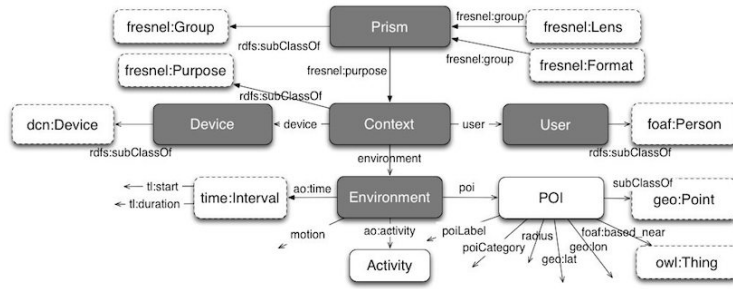 fresnel:Group
Prism
fresnel:group
fresnel:Lens
rdfs:subClassOf
fresnel:group
fresnel:Purpose
fresnel:purpose
fresnel:Format
rdfs:subClassOf
dcn:Device
Device
device
Context
user
User
foaf:Person
rdfs:subClassOf
rdfs:subClassOf
environment
tl:start
tl:duration
time:Interval
ao:time
Environment
poi
POI
subClassOf
geo:Point
motion
ao:activity
poiLabel
poiCategory
radius
geo:lat
geo:lon
foaf:based_near
Activity
owl:Thing